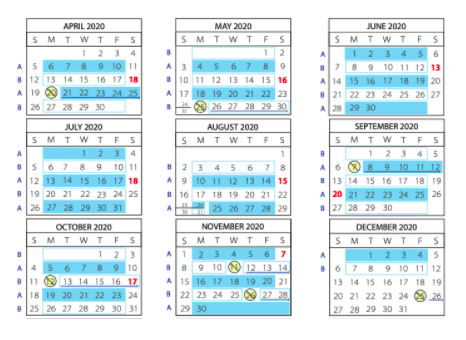 APRIL 2020
S M T W T F S
1 2 3 4
A 5 6 7 8 9 10 11
B 12 13 14 15 16 17 18
A 19 20 21 22 23 24 25
B 26 27 28 29 30
MAY 2020
S M T W T F S
B 1 2
A 3 4 5 6 7 8 9
B 10 11 12 13 14 15 16
A 17 18 19 20 21 22 23
B 24 31 25 26 27 28 29 30
JUNE 2020
S M T W T F S
A 1 2 3 4 5 6
B 7 8 9 10 11 12 13
A 14 15 16 17 18 19 20
B 21 22 23 24 25 26 27
A 28 29 30
JULY 2020
S M T W T F S
A 1 2 3 4
B 5 6 7 8 9 10 11
A 12 13 14 15 16 17 18
B 19 20 21 22 23 24 25
A 26 27 28 29 30 31
AUGUST 2020
S M T W T F S
1
B 2 3 4 5 6 7 8
A 9 10 11 12 13 14 15
B 16 17 18 19 20 21 22
A 23 30 24 31 25 26 27 28 29
SEPTEMBER 2020
S M T W T F S
B 1 2 3 4 5
A 6 7 8 9 10 11 12
B 13 14 15 16 17 18 19
A 20 21 22 23 24 25 26
B 27 28 29 30
OCTOBER 2020
S M T W T F S
B 1 2 3
A 4 5 6 7 8 9 10
B 11 12 13 14 15 16 17
A 18 19 20 21 22 23 24
B 25 26 27 28 29 30 31
NOVEMBER 2020
S M T W T F S
A 1 2 3 4 5 6 7
B 8 9 10 11 12 13 14
A 15 16 17 18 19 20 21
B 22 23 24 25 26 27 28
A 29 30
DECEMBER 2020
S M T W T F S
A 1 2 3 4 5
B 6 7 8 9 10 11 12
13 14 15 16 17 18 19
20 21 22 23 24 25 26
27 28 29 30 31